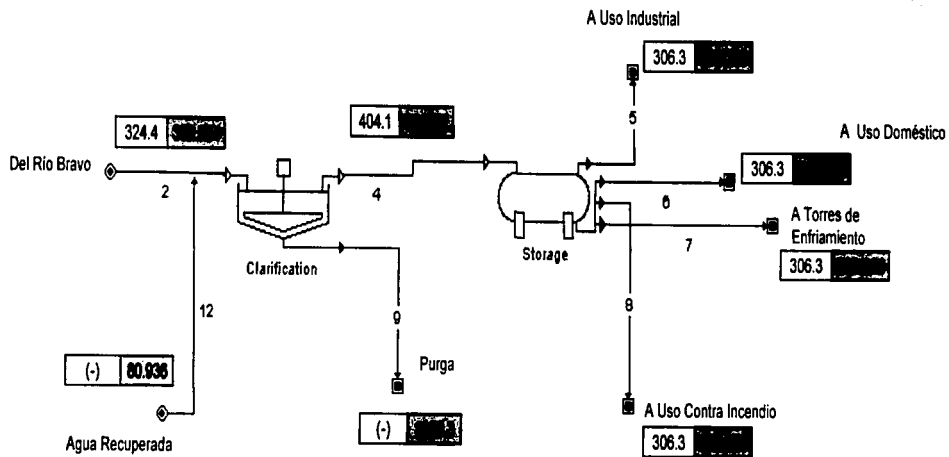 A Uso Industrial
306.3
324.4
404.1
5
A Uso Doméstico
306.3
Del Río Bravo
2
4
6
A Torres de
Enfriamiento
7
306.3
Clarification
Storage
12
9
8
(-) 80.936
Purga
(-)
Agua Recuperada
A Uso Contra Incendio
306.3